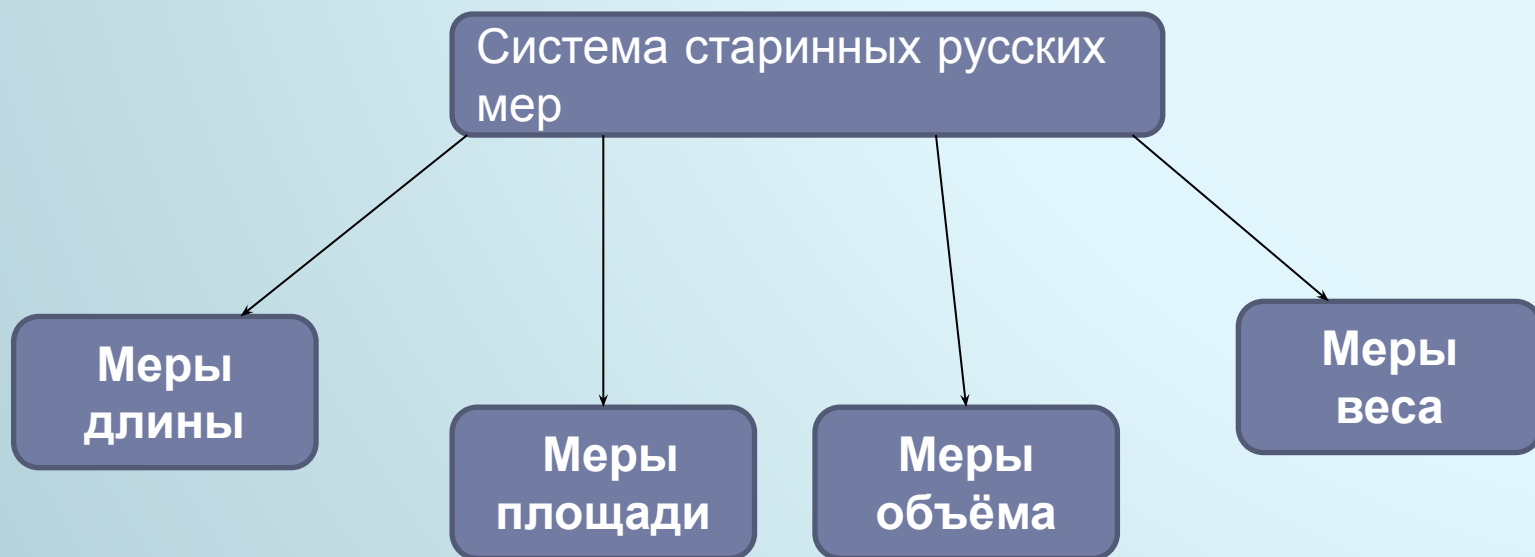 Система старинных русских
мер
Меры
длины
Меры
площади
Меры
объёма
Меры
веса